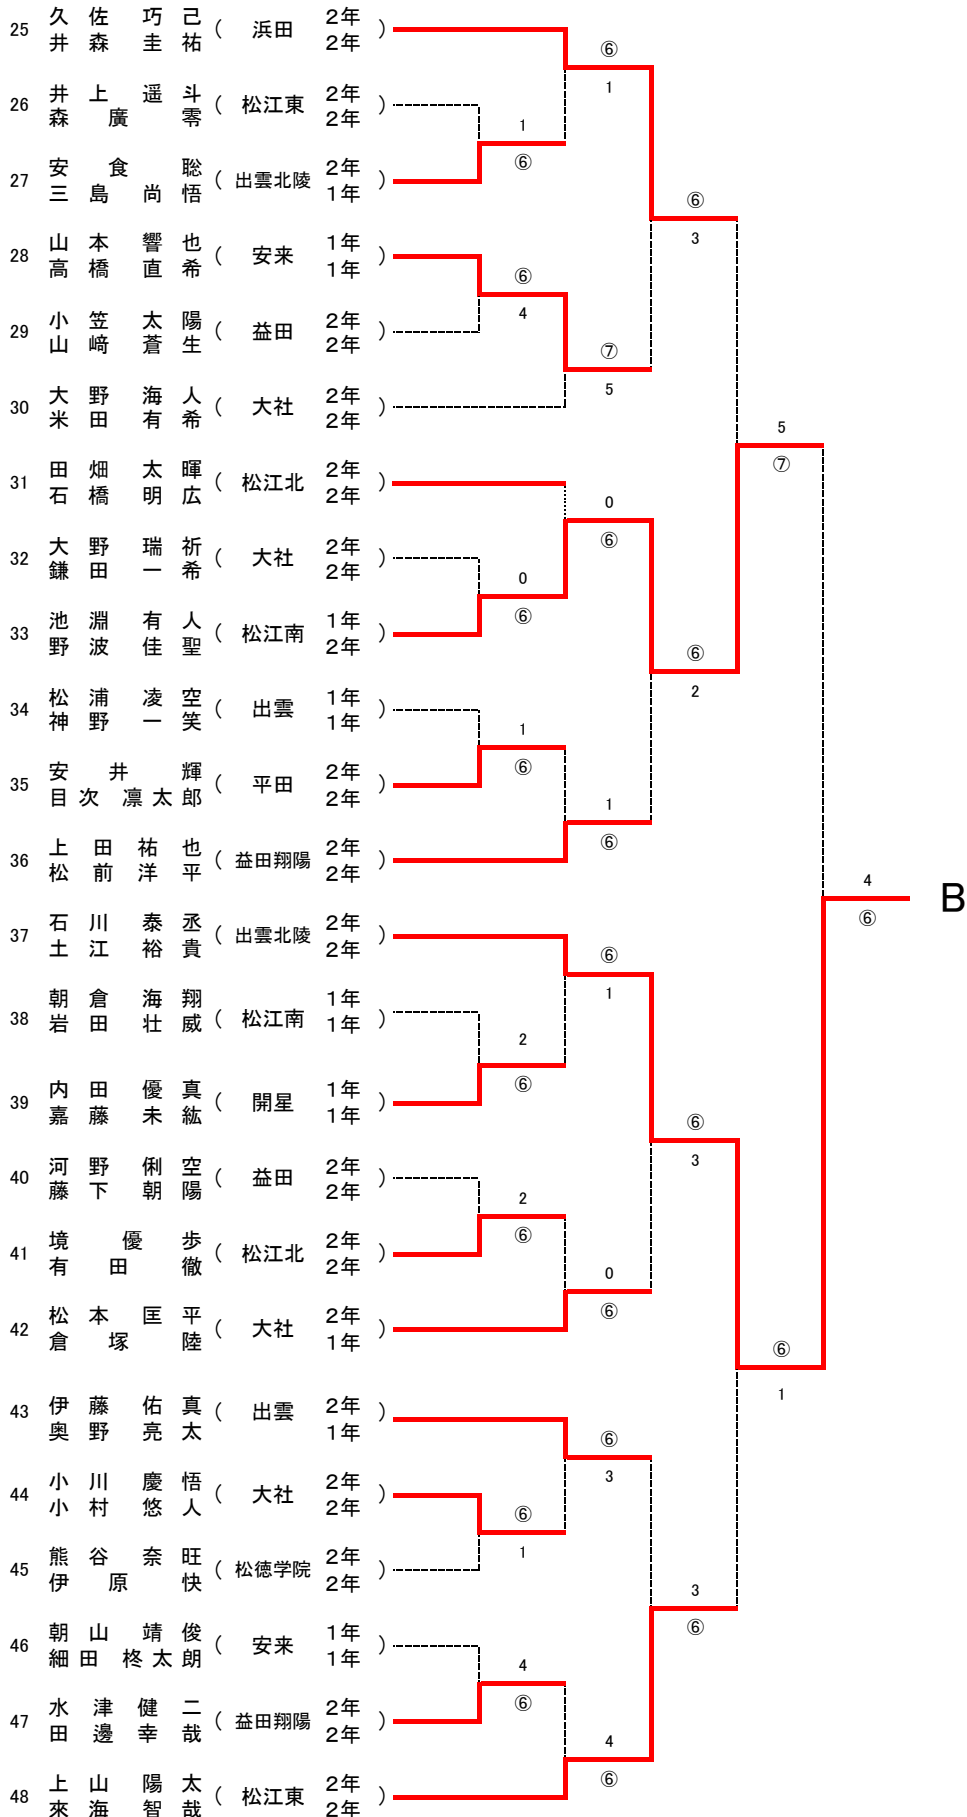 久佐巧己 2年
25 ( 浜田 )
井森圭祐 2年
井上遥斗 2年
26 ( 松江東 )
森廣零 2年
安食聡 2年
27 ( 出雲北陵 )
三島尚悟 1年
山本響也 1年
28 ( 安来 )
高橋直希 1年
小笠太陽 2年
29 ( 益田 )
山﨑蒼生 2年
大野海人 2年
30 ( 大社 )
米田有希 2年
田畑太暉 2年
31 ( 松江北 )
石橋明広 2年
大野瑞祈 2年
32 ( 大社 )
鎌田一希 2年
池淵有人 1年
33 ( 松江南 )
野波佳聖 2年
松浦凌空 1年
34 ( 出雲 )
神野一笑 1年
安井輝 2年
35 ( 平田 )
目次凛太郎 2年
上田祐也 2年
36 ( 益田翔陽 )
松前洋平 2年
石川泰丞 2年
37 ( 出雲北陵 )
土江裕貴 2年
朝倉海翔 1年
38 ( 松江南 )
岩田壮威 1年
内田優真 1年
39 ( 開星 )
嘉藤未紘 1年
河野俐空 2年
40 ( 益田 )
藤下朝陽 2年
境優歩 2年
41 ( 松江北 )
有田徹 2年
松本匡平 2年
42 ( 大社 )
倉塚陸 1年
伊藤佑真 2年
43 ( 出雲 )
奥野亮太 1年
小川慶悟 2年
44 ( 大社 )
小村悠人 2年
熊谷奈旺 2年
45 ( 松徳学院 )
伊原快 2年
朝山靖俊 1年
46 ( 安来 )
細田柊太朗 1年
水津健二 2年
47 ( 益田翔陽 )
田邊幸哉 2年
上山陽太 2年
48 ( 松江東 )
來海智哉 2年
1
⑥
⑥
4
0
⑥
1
⑥
2
⑥
2
⑥
⑥
1
4
⑥
⑥
1
⑦
5
0
⑥
1
⑥
⑥
1
0
⑥
⑥
3
4
⑥
⑥
3
⑥
2
⑥
3
3
⑥
5
⑦
⑥
1
4
⑥
B